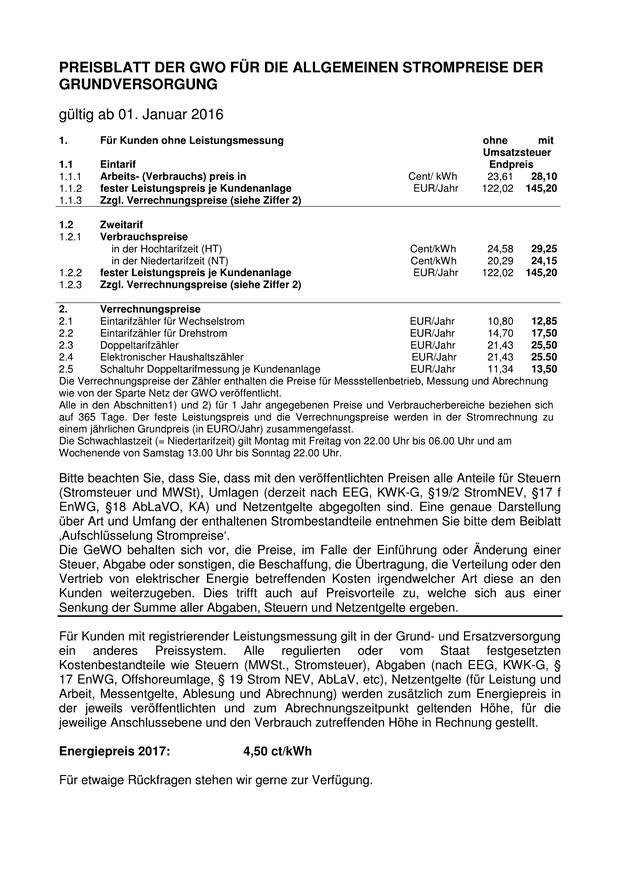 PREISBLATT DER GWO FÜR DIE ALLGEMEINEN STROMPREISE DER
GRUNDVERSORGUNG
gültig ab 01. Januar 2016
1. Für Kunden ohne Leistungsmessung ohne mit
Umsatzsteuer
1.1 Eintarif Endpreis
1.1.1 Arbeits- (Verbrauchs) preis in Cent/ kWh 23,61 28,10
1.1.2 fester Leistungspreis je Kundenanlage EUR/Jahr 122,02 145,20
1.1.3 Zzgl. Verrechnungspreise (siehe Ziffer 2)
1.2 Zweitarif
1.2.1 Verbrauchspreise
in der Hochtarifzeit (HT) Cent/kWh 24,58 29,25
in der Niedertarifzeit (NT) Cent/kWh 20,29 24,15
1.2.2 fester Leistungspreis je Kundenanlage EUR/Jahr 122,02 145,20
1.2.3 Zzgl. Verrechnungspreise (siehe Ziffer 2)
2. Verrechnungspreise
2.1 Eintarifzähler für Wechselstrom EUR/Jahr 10,80 12,85
2.2 Eintarifzähler für Drehstrom EUR/Jahr 14,70 17,50
2.3 Doppeltarifzähler EUR/Jahr 21,43 25,50
2.4 Elektronischer Haushaltszähler EUR/Jahr 21,43 25.50
2.5 Schaltuhr Doppeltarifmessung je Kundenanlage EUR/Jahr 11,34 13,50
Die Verrechnungspreise der Zähler enthalten die Preise für Messstellenbetrieb, Messung und Abrechnung
wie von der Sparte Netz der GWO veröffentlicht.
Alle in den Abschnitten1) und 2) für 1 Jahr angegebenen Preise und Verbraucherbereiche beziehen sich
auf 365 Tage. Der feste Leistungspreis und die Verrechnungspreise werden in der Stromrechnung zu
einem jährlichen Grundpreis (in EURO/Jahr) zusammengefasst.
Die Schwachlastzeit (= Niedertarifzeit) gilt Montag mit Freitag von 22.00 Uhr bis 06.00 Uhr und am
Wochenende von Samstag 13.00 Uhr bis Sonntag 22.00 Uhr.
Bitte beachten Sie, dass Sie, dass mit den veröffentlichten Preisen alle Anteile für Steuern
(Stromsteuer und MWSt), Umlagen (derzeit nach EEG, KWK-G, §19/2 StromNEV, §17 f
EnWG, §18 AbLaVO, KA) und Netzentgelte abgegolten sind. Eine genaue Darstellung
über Art und Umfang der enthaltenen Strombestandteile entnehmen Sie bitte dem Beiblatt
‚Aufschlüsselung Strompreise‘.
Die GeWO behalten sich vor, die Preise, im Falle der Einführung oder Änderung einer
Steuer, Abgabe oder sonstigen, die Beschaffung, die Übertragung, die Verteilung oder den
Vertrieb von elektrischer Energie betreffenden Kosten irgendwelcher Art diese an den
Kunden weiterzugeben. Dies trifft auch auf Preisvorteile zu, welche sich aus einer
Senkung der Summe aller Abgaben, Steuern und Netzentgelte ergeben.
Für Kunden mit registrierender Leistungsmessung gilt in der Grund- und Ersatzversorgung
ein anderes Preissystem. Alle regulierten oder vom Staat festgesetzten
Kostenbestandteile wie Steuern (MWSt., Stromsteuer), Abgaben (nach EEG, KWK-G, §
17 EnWG, Offshoreumlage, § 19 Strom NEV, AbLaV, etc), Netzentgelte (für Leistung und
Arbeit, Messentgelte, Ablesung und Abrechnung) werden zusätzlich zum Energiepreis in
der jeweils veröffentlichten und zum Abrechnungszeitpunkt geltenden Höhe, für die
jeweilige Anschlussebene und den Verbrauch zutreffenden Höhe in Rechnung gestellt.
Energiepreis 2017: 4,50 ct/kWh
Für etwaige Rückfragen stehen wir gerne zur Verfügung.